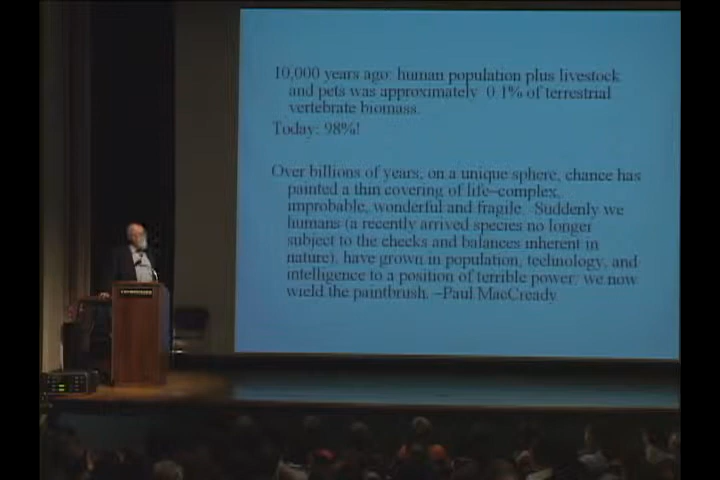 10,000 years ago: human population plus livestock
and pets was approximately 0.1% of terrestrial
vertebrate biomass.
Today: 98%!
Over billions of years, on a unique sphere, chance has
painted a thin covering of life–complex,
improbable, wonderful and fragile. Suddenly we
humans (a recently arrived species no longer
subject to the checks and balances inherent in
nature), have grown in population, technology, and
intelligence to a position of terrible power: we now
wield the paintbrush. –Paul MacCready